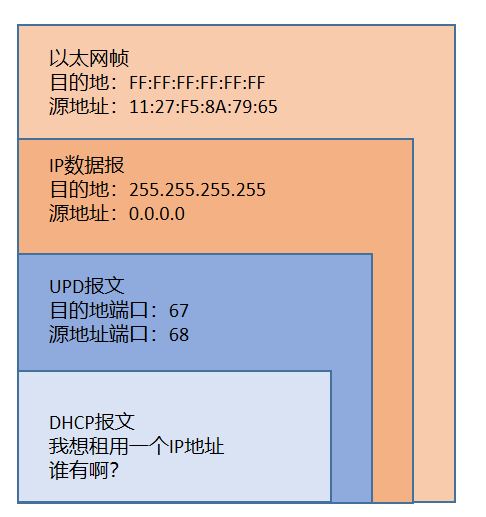 以太网帧
目的地：FF:FF:FF:FF:FF:FF
源地址：11:27:F5:8A:79:65
IP数据报
目的地：255.255.255.255
源地址：0.0.0.0
UPD报文
目的地端口：67
源地址端口：68
DHCP报文
我想租用一个IP地址
谁有啊？